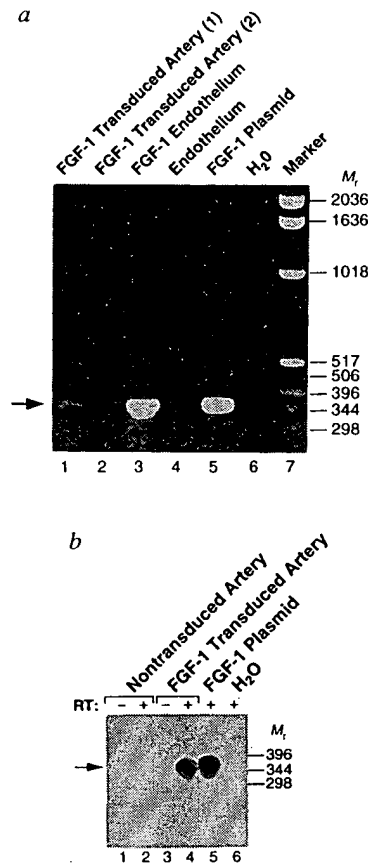 a
FGF-1 Transduced Artery (1)
FGF-1 Transduced Artery (2)
FGF-1 Endothelium
Endothelium
FGF-1 Plasmid
H₂0
Marker
Mr
2036
1636
1018
517
506
396
344
298
1 2 3 4 5 6 7
b
Nontransduced Artery
FGF-1 Transduced Artery
FGF-1 Plasmid
H₂O
RT: – + – + + +
Mr
396
344
298
1 2 3 4 5 6